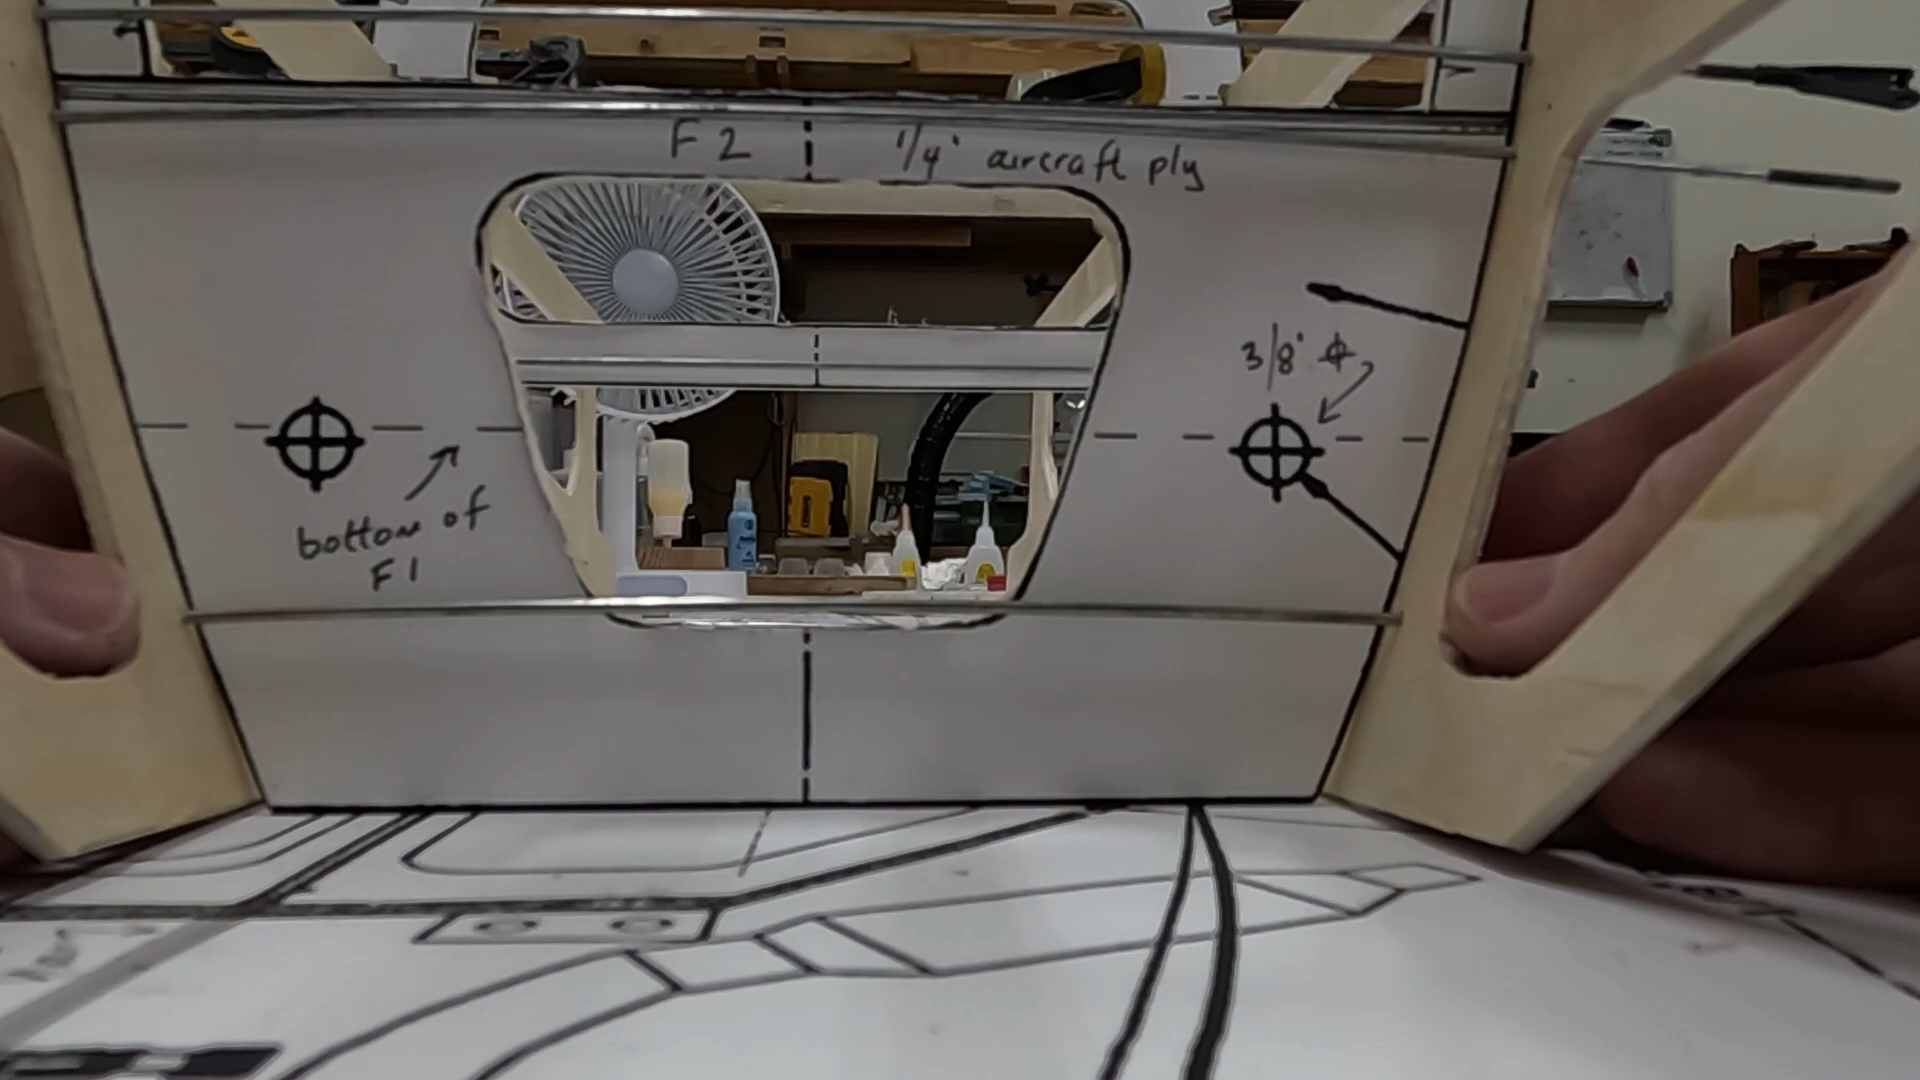 F2 1/4" aircraft ply
3/8" ⌀
bottom of
F1